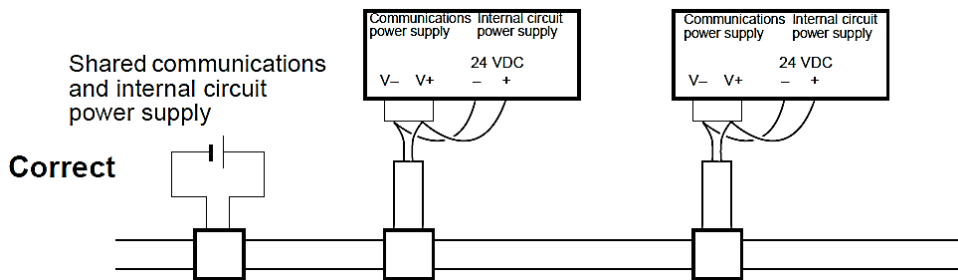 Communications Internal circuit
power supply power supply
24 VDC
V– V+ – +
Communications Internal circuit
power supply power supply
24 VDC
V– V+ – +
Shared communications
and internal circuit
power supply
Correct